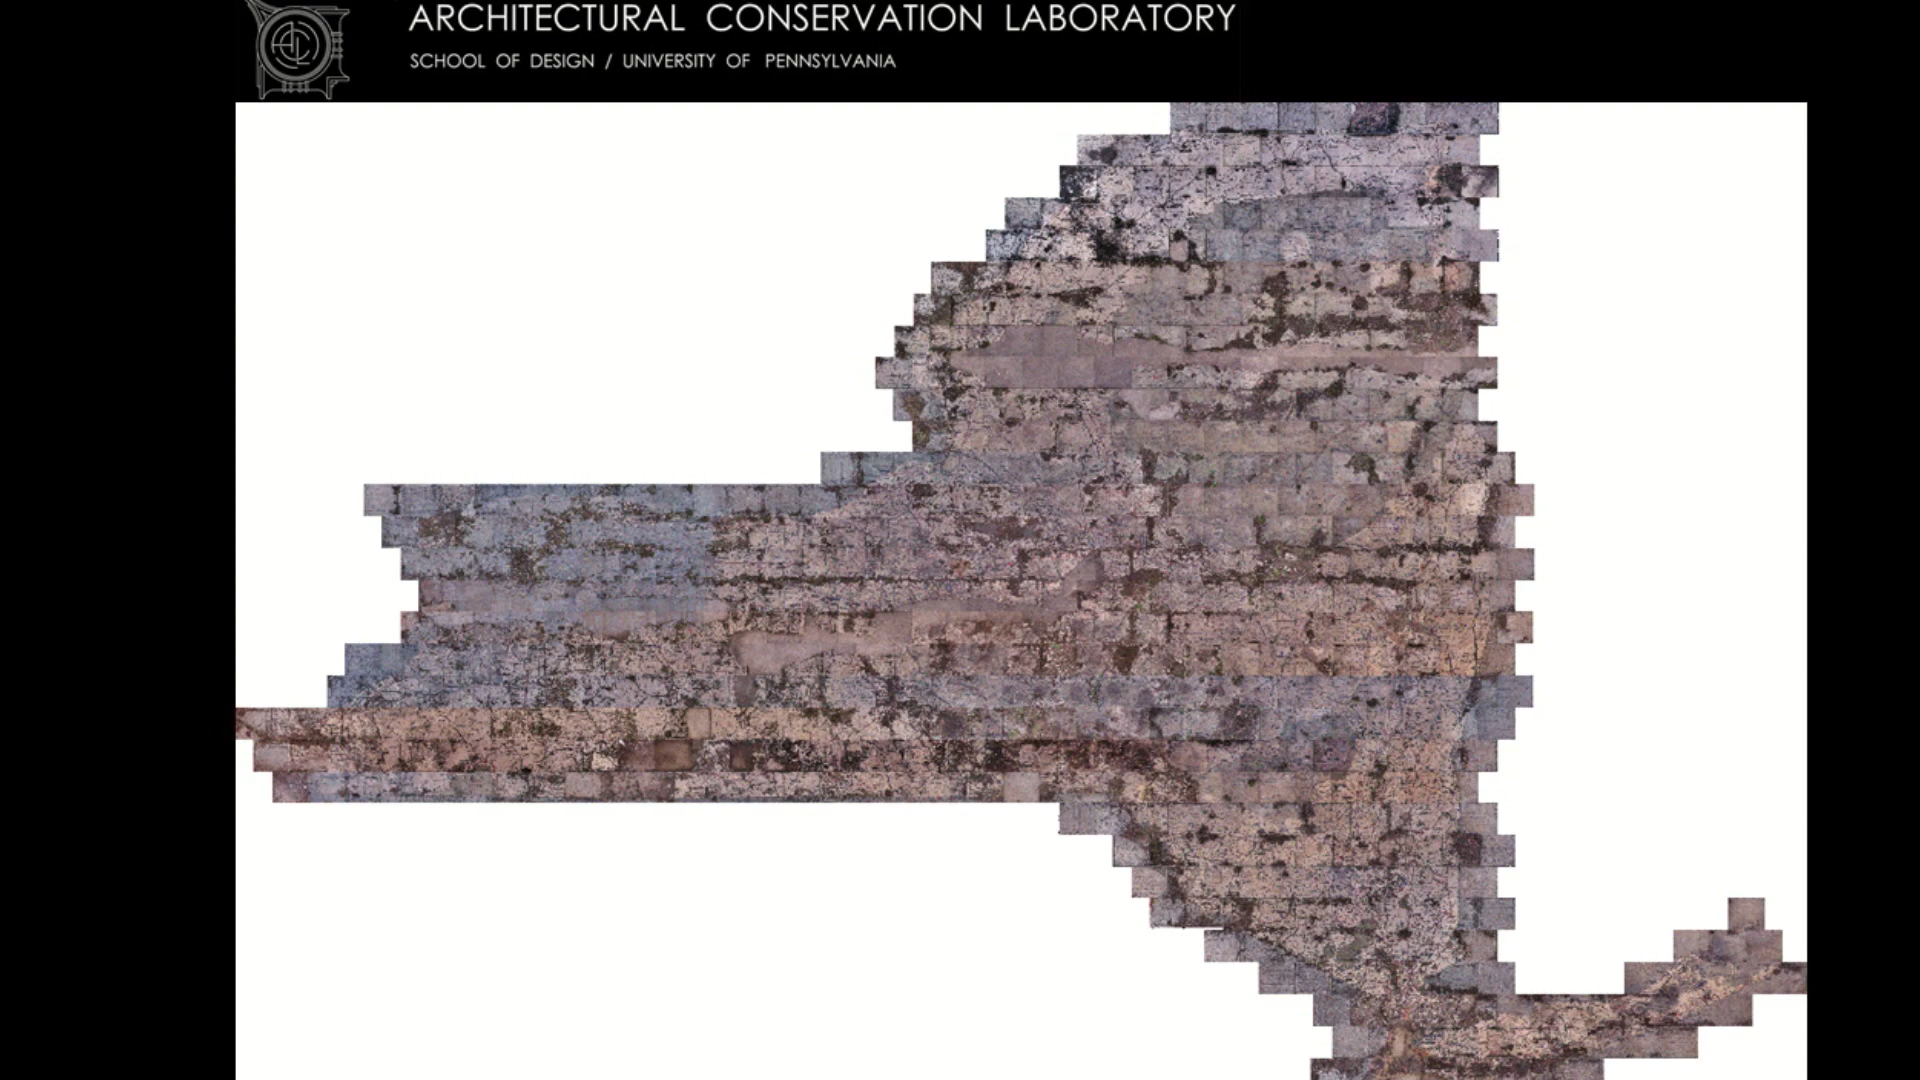 ARCHITECTURAL CONSERVATION LABORATORY
SCHOOL OF DESIGN / UNIVERSITY OF PENNSYLVANIA